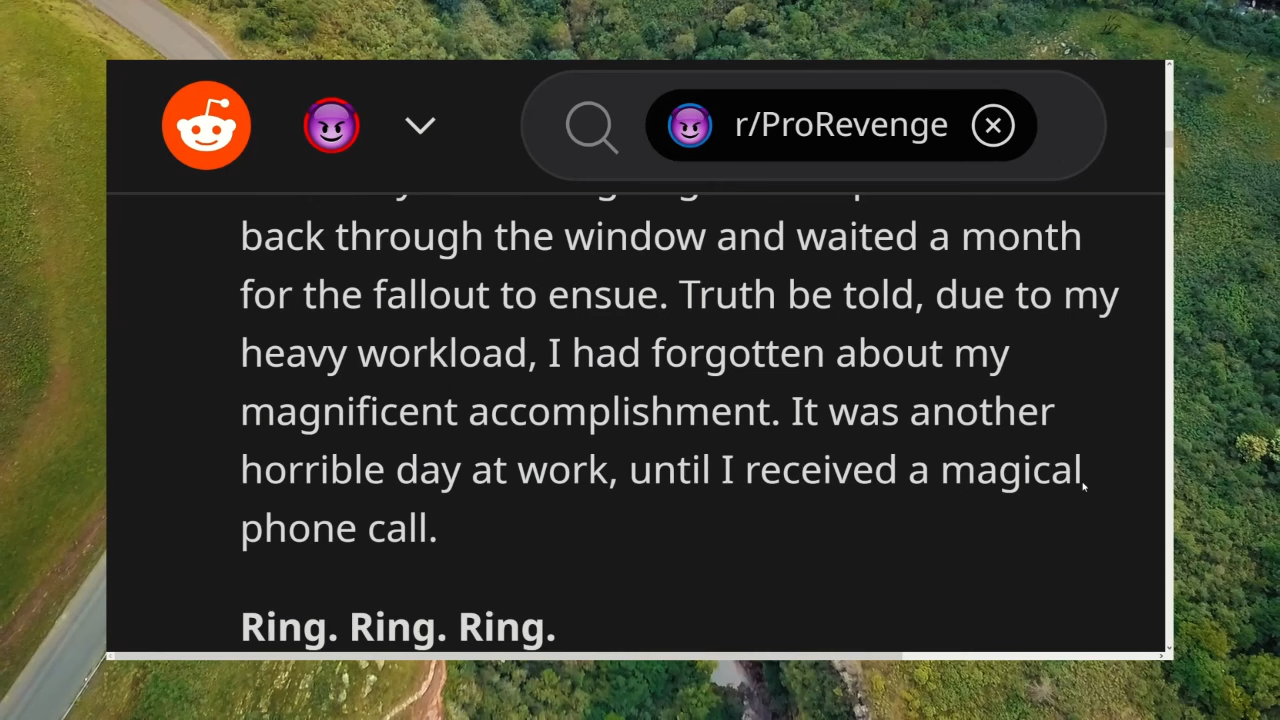 r/ProRevenge
back through the window and waited a month
for the fallout to ensue. Truth be told, due to my
heavy workload, I had forgotten about my
magnificent accomplishment. It was another
horrible day at work, until I received a magical
phone call.
Ring. Ring. Ring.